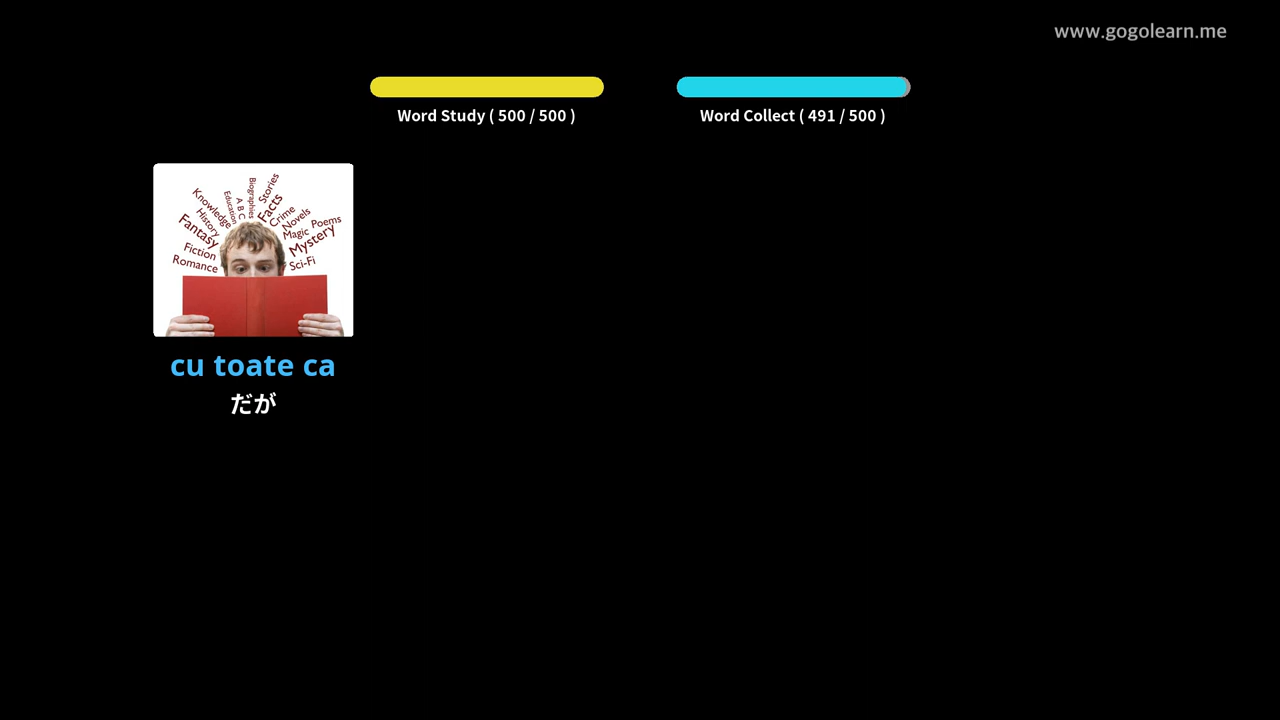 www.gogolearn.me
Word Study ( 500 / 500 )
Word Collect ( 491 / 500 )
Knowledge
History
Fantasy
Fiction
Romance
Education
A B C
Biographies
Stories
Facts
Crime
Novels
Magic
Poems
Mystery
Sci-Fi
cu toate ca
だが